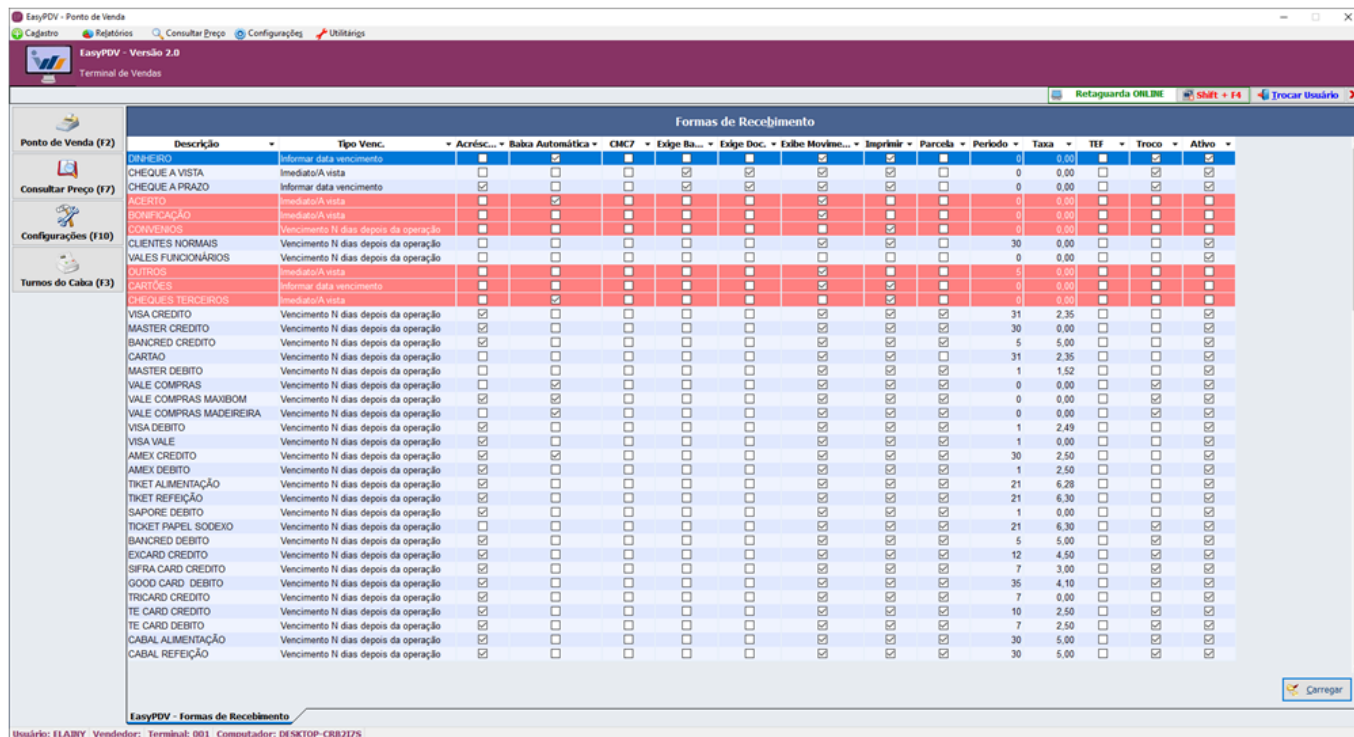 EasyPDV - Ponto de Venda
Cadastro Relatórios Consultar Preço Configurações Utilitários
EasyPDV - Versão 2.0
Terminal de Vendas
Retaguarda ONLINE Shift + F4 Trocar Usuário
Formas de Recebimento
Ponto de Venda (F2)
Consultar Preço (F7)
Configurações (F10)
Turnos do Caixa (F3)
Descrição Tipo Venc. Acrésc... Baixa Automática CMC7 Exige Ba... Exige Doc. Exibe Movime... Imprimir Parcela Periodo Taxa TEF Troco Ativo
DINHEIRO Informar data vencimento 0 0,00
CHEQUE A VISTA Imediato/A vista 0 0,00
CHEQUE A PRAZO Informar data vencimento 0 0,00
ACERTO Imediato/A vista 0 0,00
BONIFICAÇÃO Imediato/A vista 0 0,00
CONVENIOS Vencimento N dias depois da operação 0 0,00
CLIENTES NORMAIS Vencimento N dias depois da operação 30 0,00
VALES FUNCIONÁRIOS Vencimento N dias depois da operação 0 0,00
OUTROS Imediato/A vista 5 0,00
CARTÕES Informar data vencimento 0 0,00
CHEQUES TERCEIROS Imediato/A vista 0 0,00
VISA CREDITO Vencimento N dias depois da operação 31 2,35
MASTER CREDITO Vencimento N dias depois da operação 30 0,00
BANCRED CREDITO Vencimento N dias depois da operação 5 5,00
CARTAO Vencimento N dias depois da operação 31 2,35
MASTER DEBITO Vencimento N dias depois da operação 1 1,52
VALE COMPRAS Vencimento N dias depois da operação 0 0,00
VALE COMPRAS MAXIBOM Vencimento N dias depois da operação 0 0,00
VALE COMPRAS MADEIREIRA Vencimento N dias depois da operação 0 0,00
VISA DEBITO Vencimento N dias depois da operação 1 2,49
VISA VALE Vencimento N dias depois da operação 1 0,00
AMEX CREDITO Vencimento N dias depois da operação 30 2,50
AMEX DEBITO Vencimento N dias depois da operação 1 2,50
TIKET ALIMENTAÇÃO Vencimento N dias depois da operação 21 6,28
TIKET REFEIÇÃO Vencimento N dias depois da operação 21 6,30
SAPORE DEBITO Vencimento N dias depois da operação 1 0,00
TICKET PAPEL SODEXO Vencimento N dias depois da operação 21 6,30
BANCRED DEBITO Vencimento N dias depois da operação 5 5,00
EXCARD CREDITO Vencimento N dias depois da operação 12 4,50
SIFRA CARD CREDITO Vencimento N dias depois da operação 7 3,00
GOOD CARD DEBITO Vencimento N dias depois da operação 35 4,10
TRICARD CREDITO Vencimento N dias depois da operação 7 0,00
TE CARD CREDITO Vencimento N dias depois da operação 10 2,50
TE CARD DEBITO Vencimento N dias depois da operação 7 2,50
CABAL ALIMENTAÇÃO Vencimento N dias depois da operação 30 5,00
CABAL REFEIÇÃO Vencimento N dias depois da operação 30 5,00
Carregar
EasyPDV - Formas de Recebimento
Usuário: ELAINY Vendedor: Terminal: 001 Computador: DESKTOP-CRB2I7S